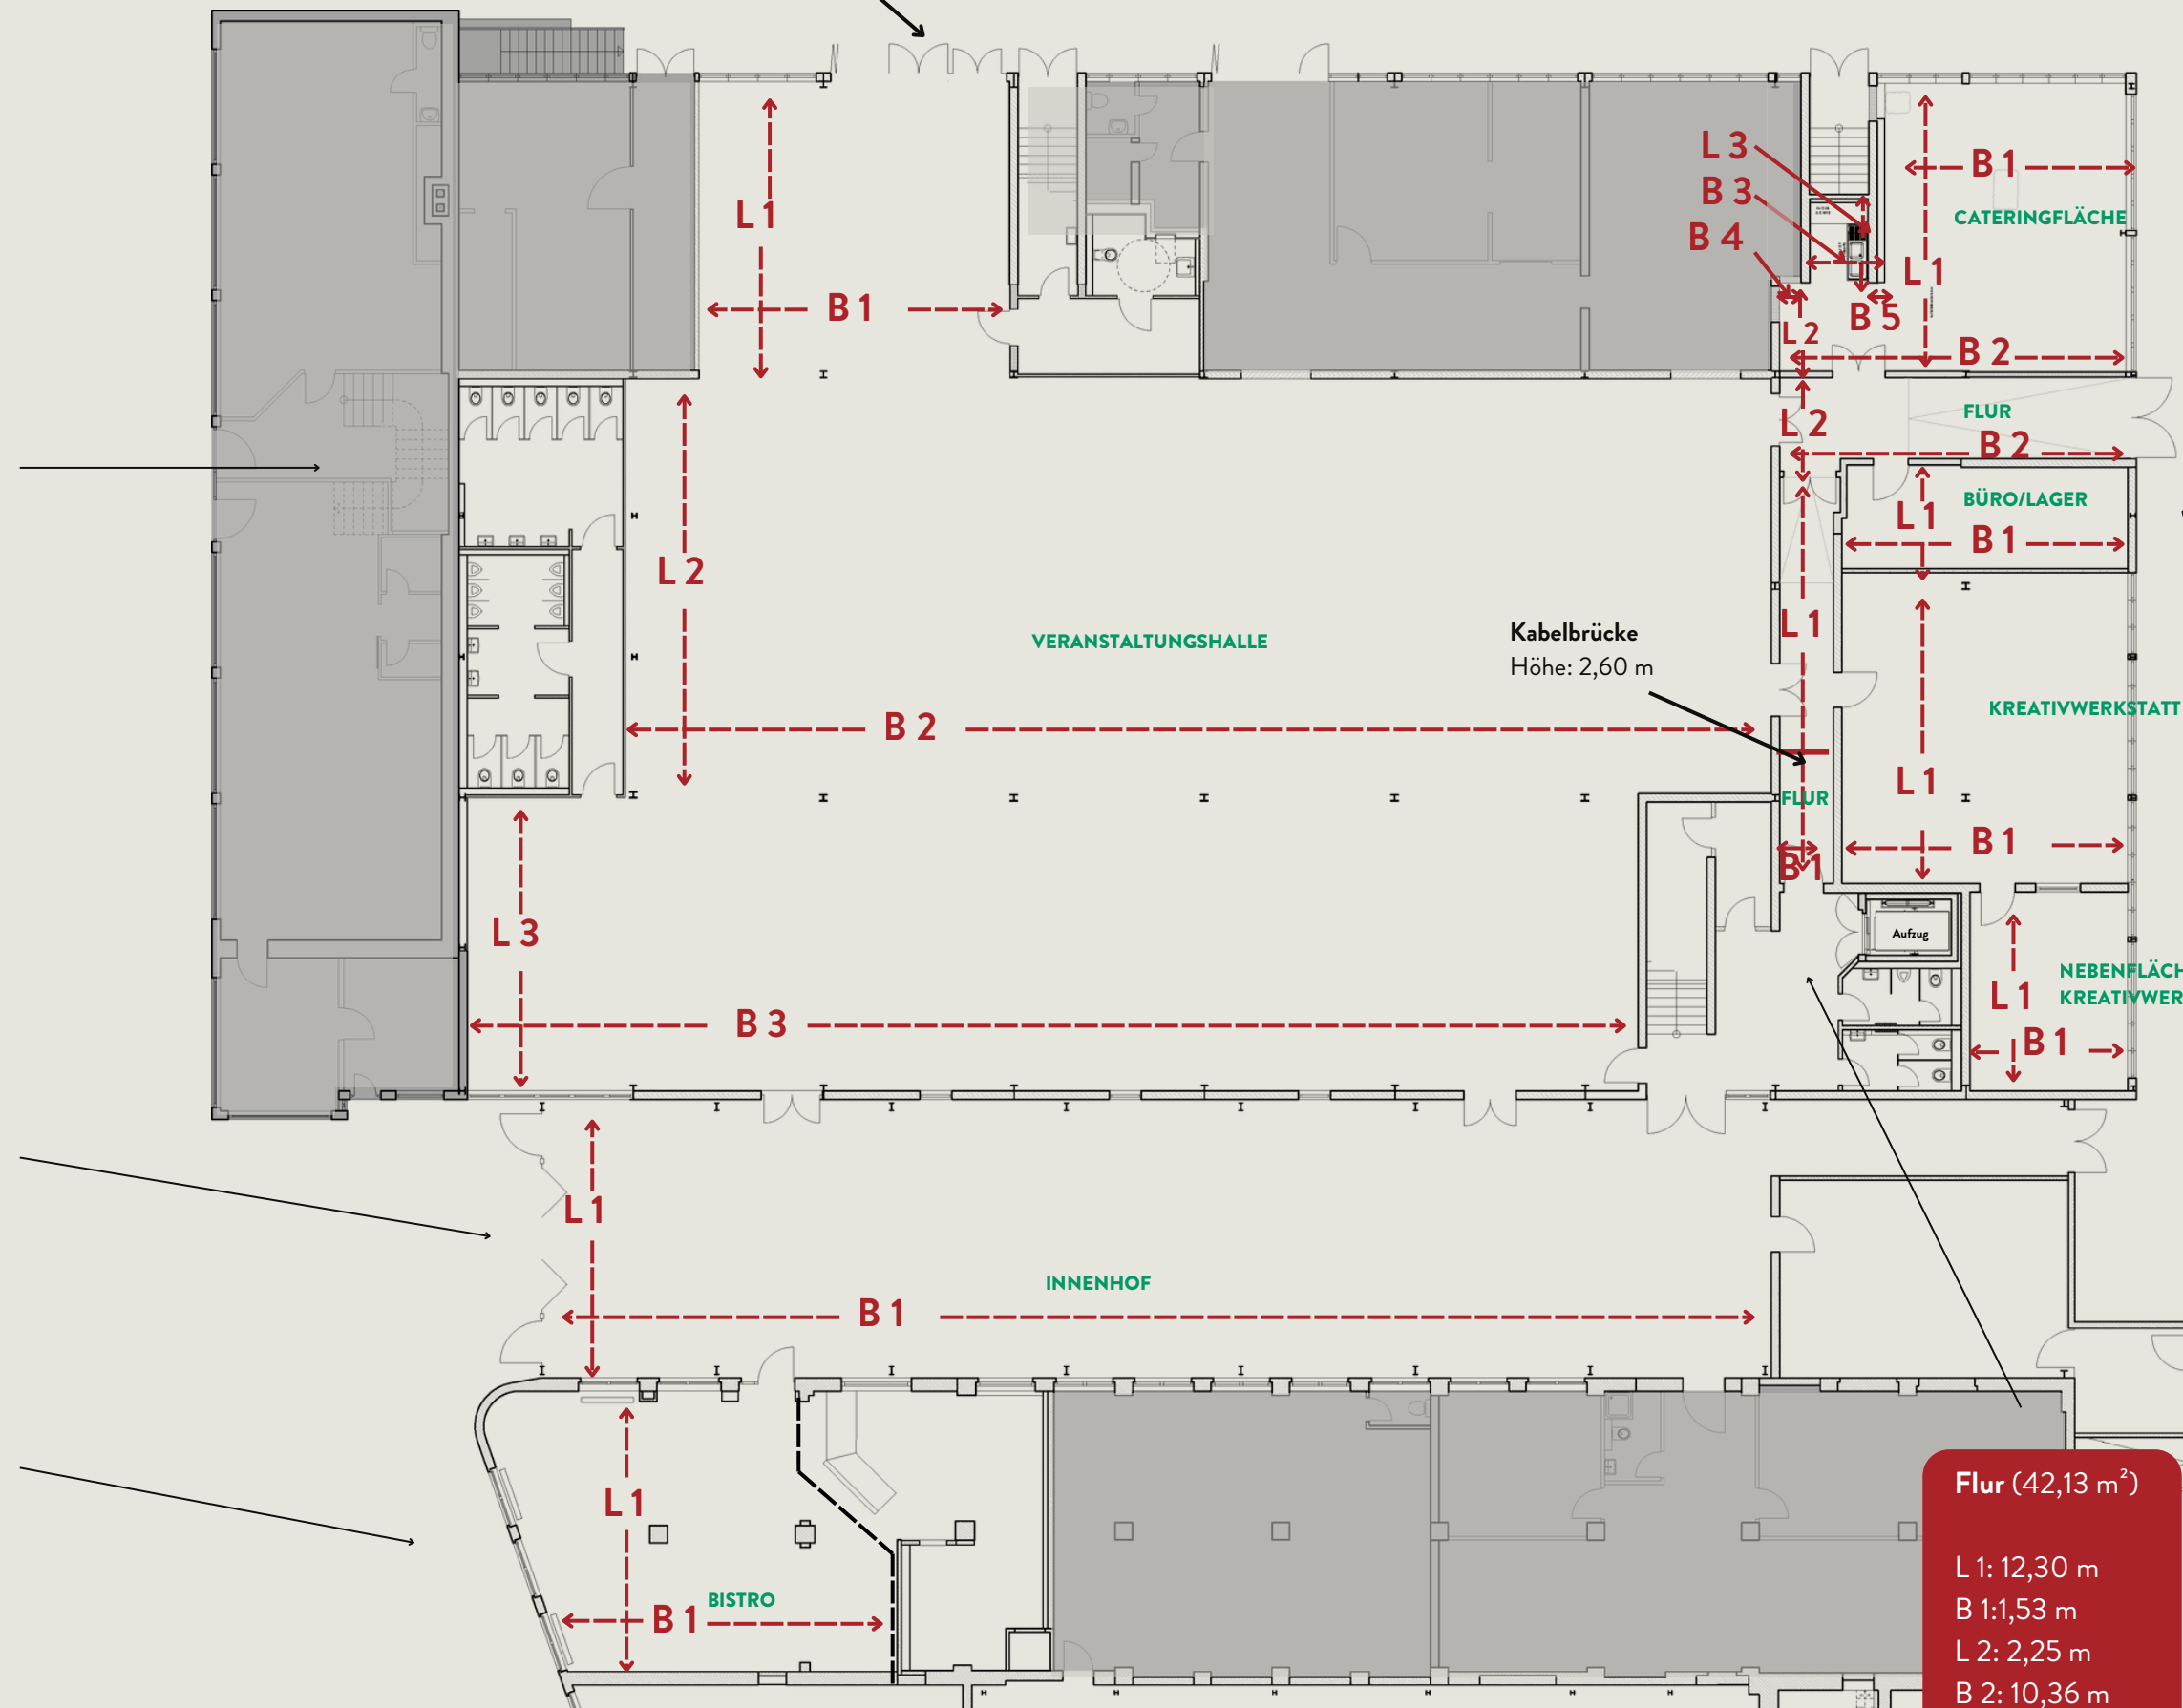 L 1
B 1
L 3
B 3
B 4
B 1
CATERINGFLÄCHE
L 1
B 5
L 2
B 2
FLUR
L 2
B 2
BÜRO/LAGER
L 1
B 1
L 2
VERANSTALTUNGSHALLE
Kabelbrücke
Höhe: 2,60 m
L 1
KREATIVWERKSTATT
B 2
L 1
FLUR
B 1
B 1
L 3
Aufzug
NEBENFLÄCH
KREATIVWER
L 1
B 1
B 3
L 1
INNENHOF
B 1
L 1
BISTRO
B 1
Flur (42,13 m²)
L 1: 12,30 m
B 1:1,53 m
L 2: 2,25 m
B 2: 10,36 m